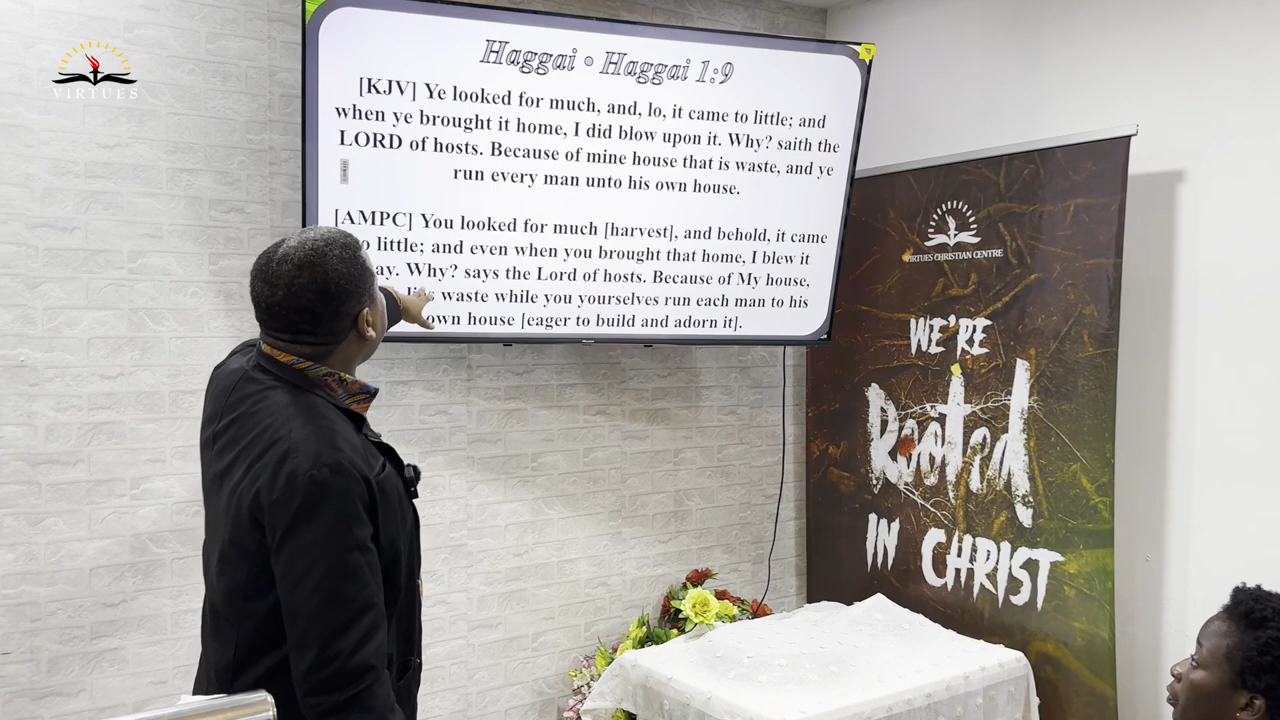 VIRTUES
Haggai • Haggai 1:9
[KJV] Ye looked for much, and, lo, it came to little; and
when ye brought it home, I did blow upon it. Why? saith the
LORD of hosts. Because of mine house that is waste, and ye
run every man unto his own house.
[AMPC] You looked for much [harvest], and behold, it came
o little; and even when you brought that home, I blew it
ay. Why? says the Lord of hosts. Because of My house,
waste while you yourselves run each man to his
own house [eager to build and adorn it].
VIRTUES CHRISTIAN CENTRE
WE'RE
Rooted
IN CHRIST